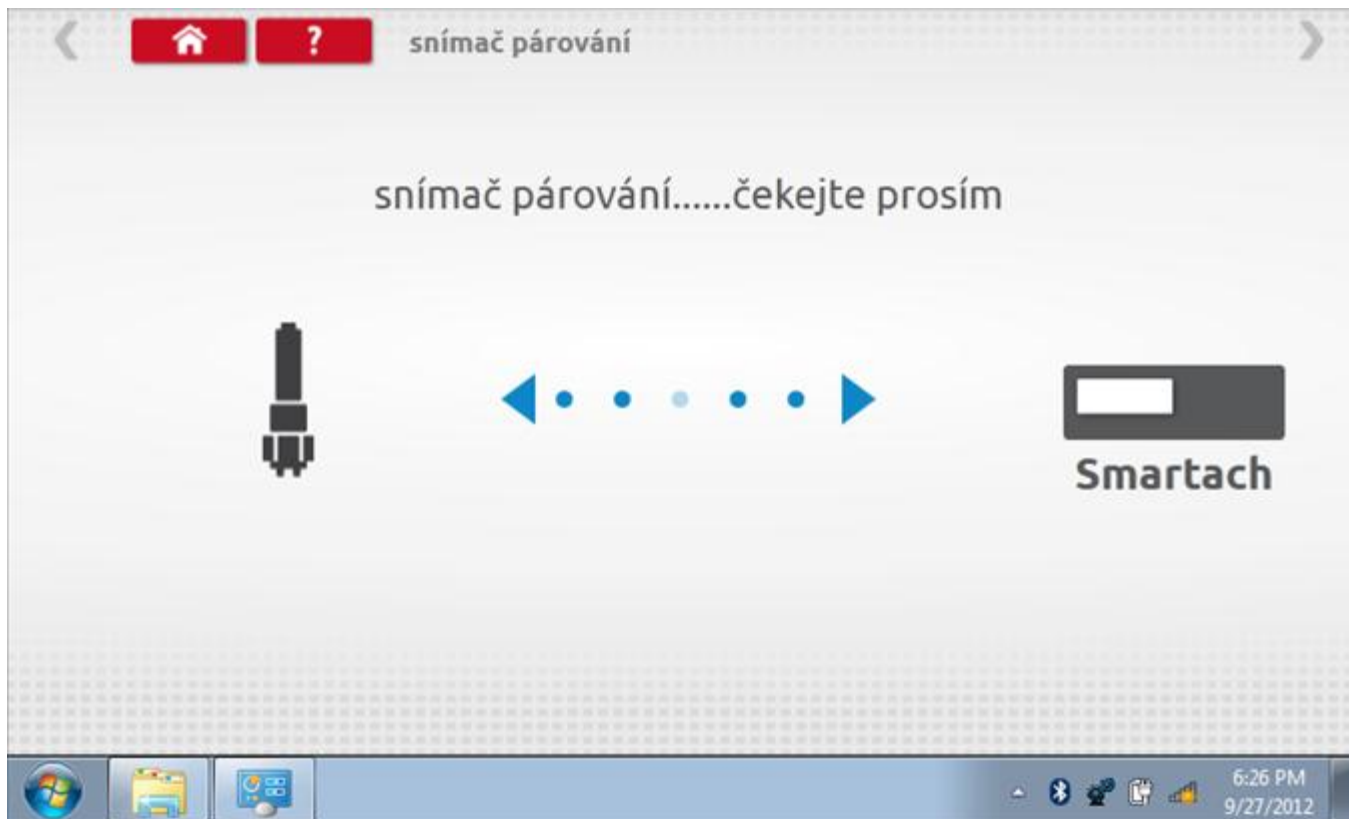 ? snímač párování
snímač párování......čekejte prosím
Smartach
6:26 PM
9/27/2012